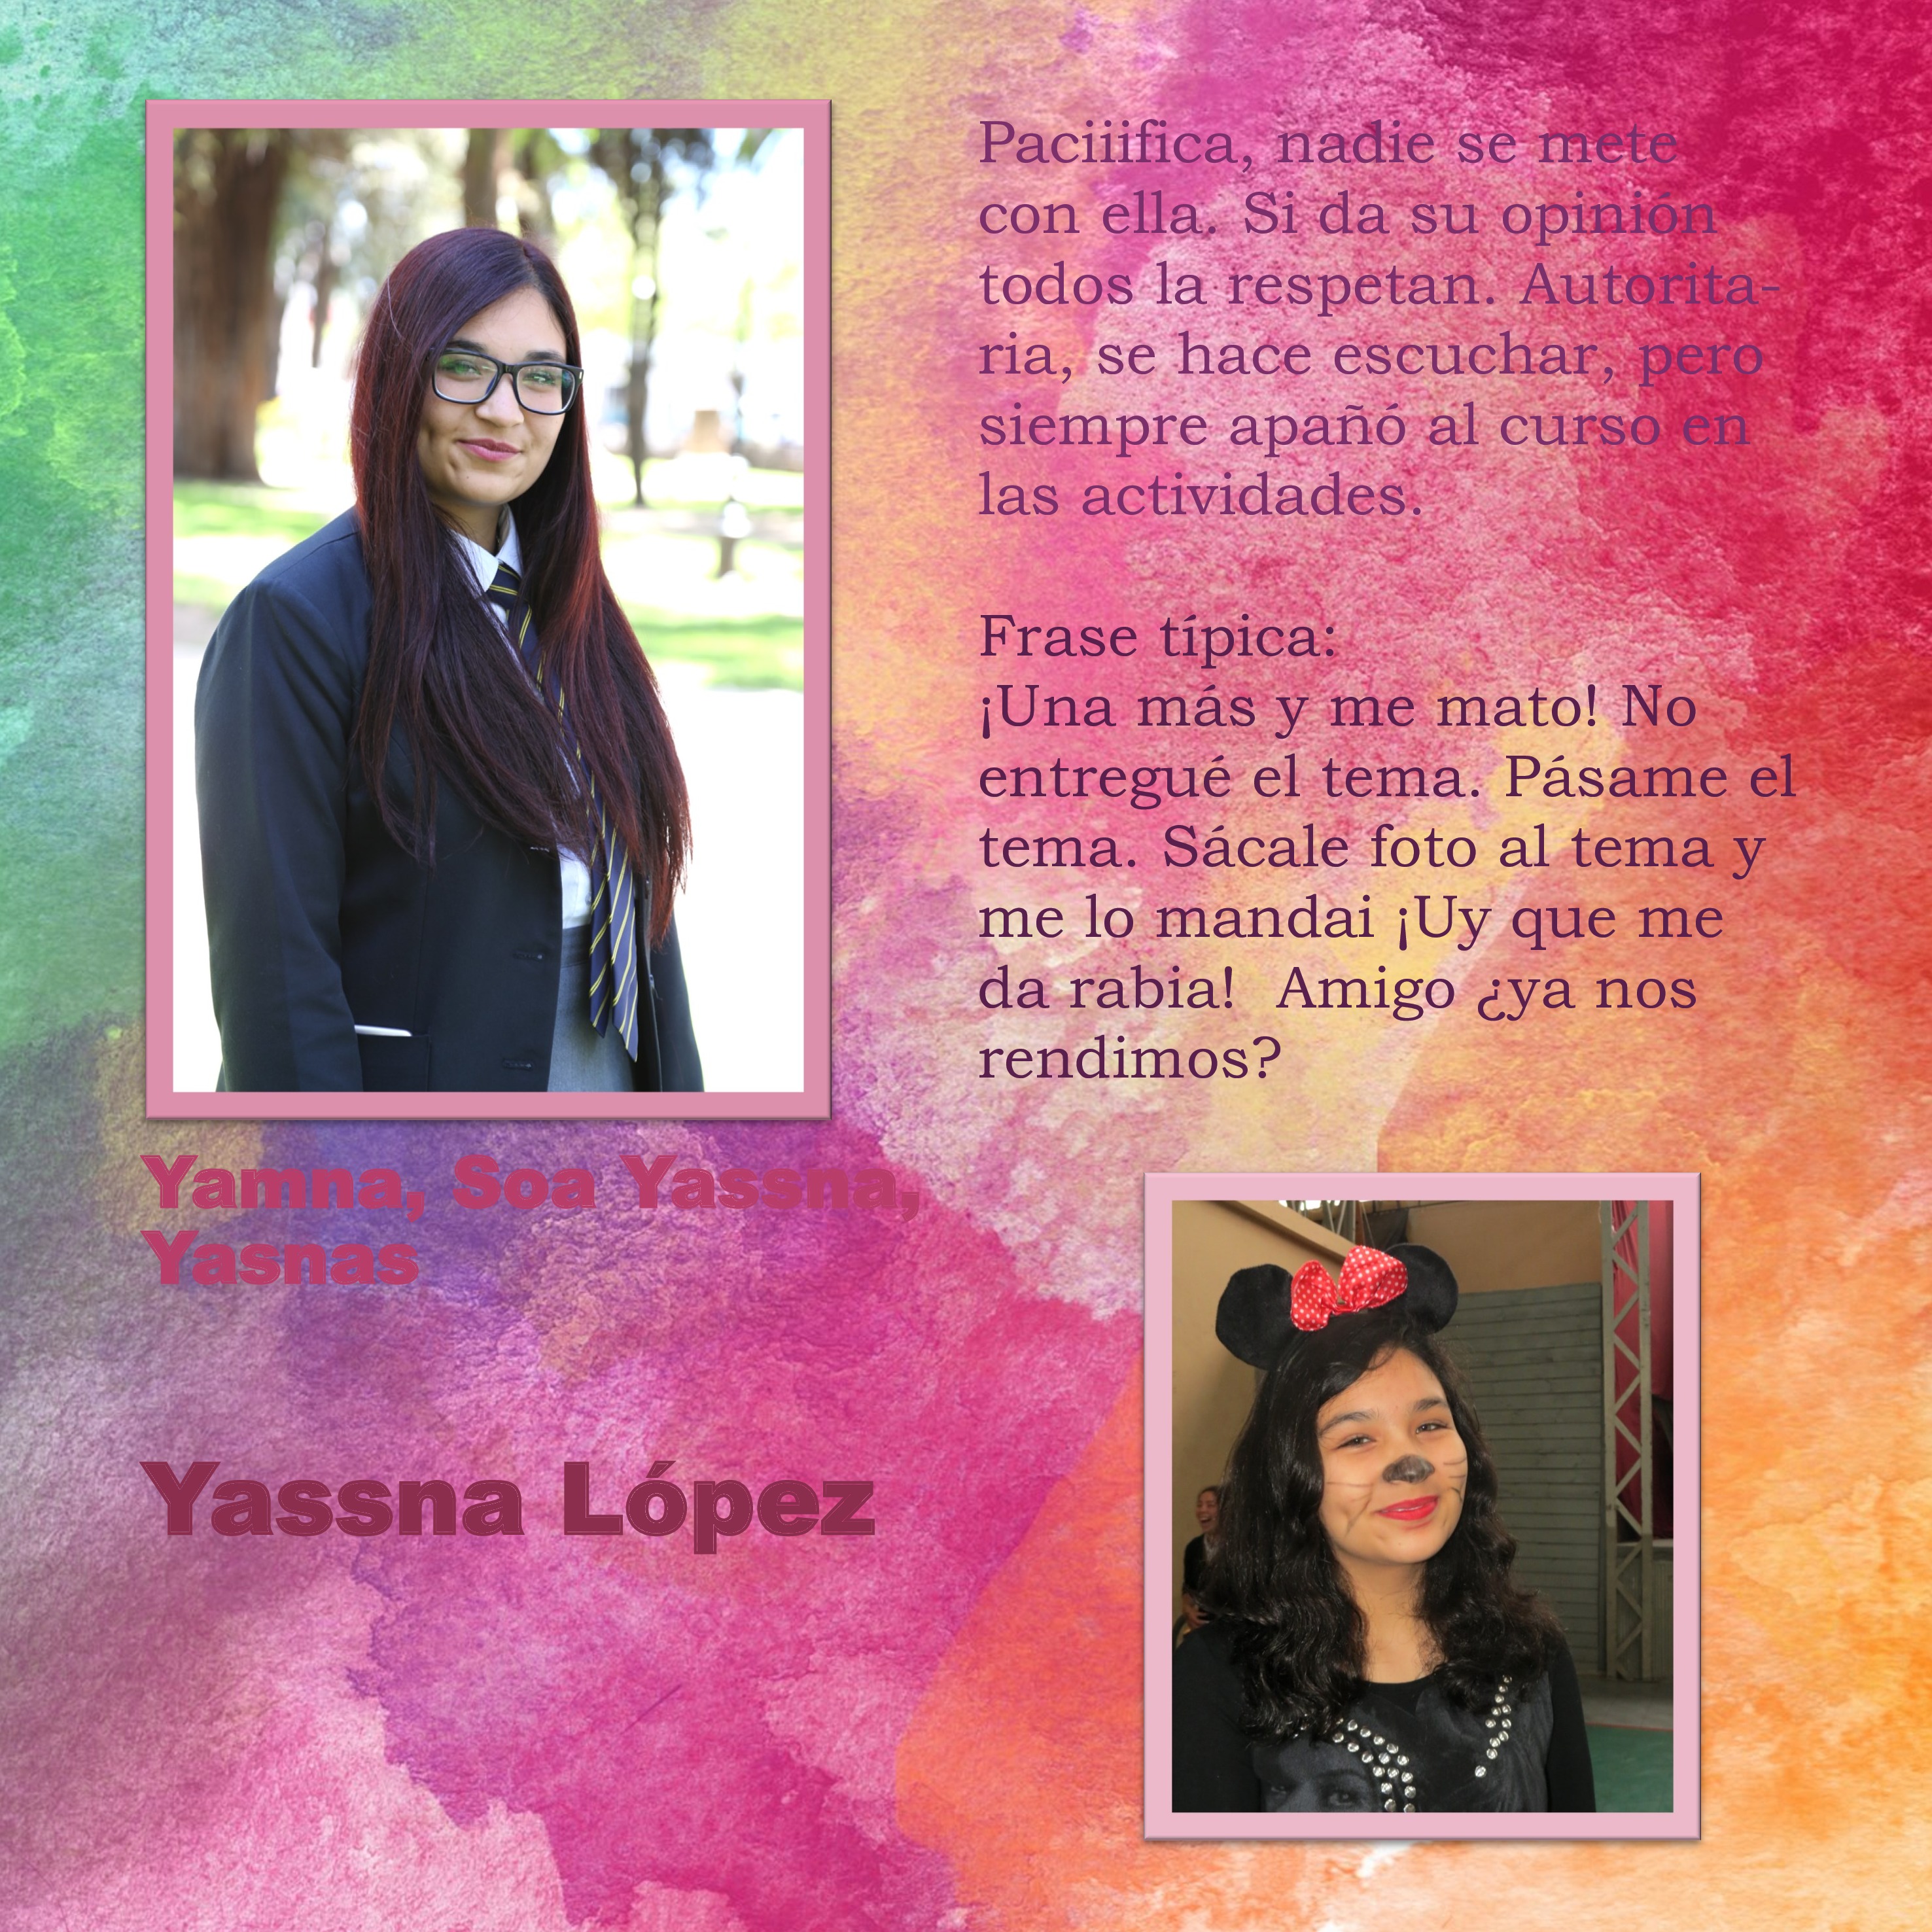 Paciiifica, nadie se mete
con ella. Si da su opinión
todos la respetan. Autorita-
ria, se hace escuchar, pero
siempre apañó al curso en
las actividades.
Frase típica:
¡Una más y me mato! No
entregué el tema. Pásame el
tema. Sácale foto al tema y
me lo mandai ¡Uy que me
da rabia!  Amigo ¿ya nos
rendimos?
Yamna, Soa Yassna,
Yasnas
Yassna López